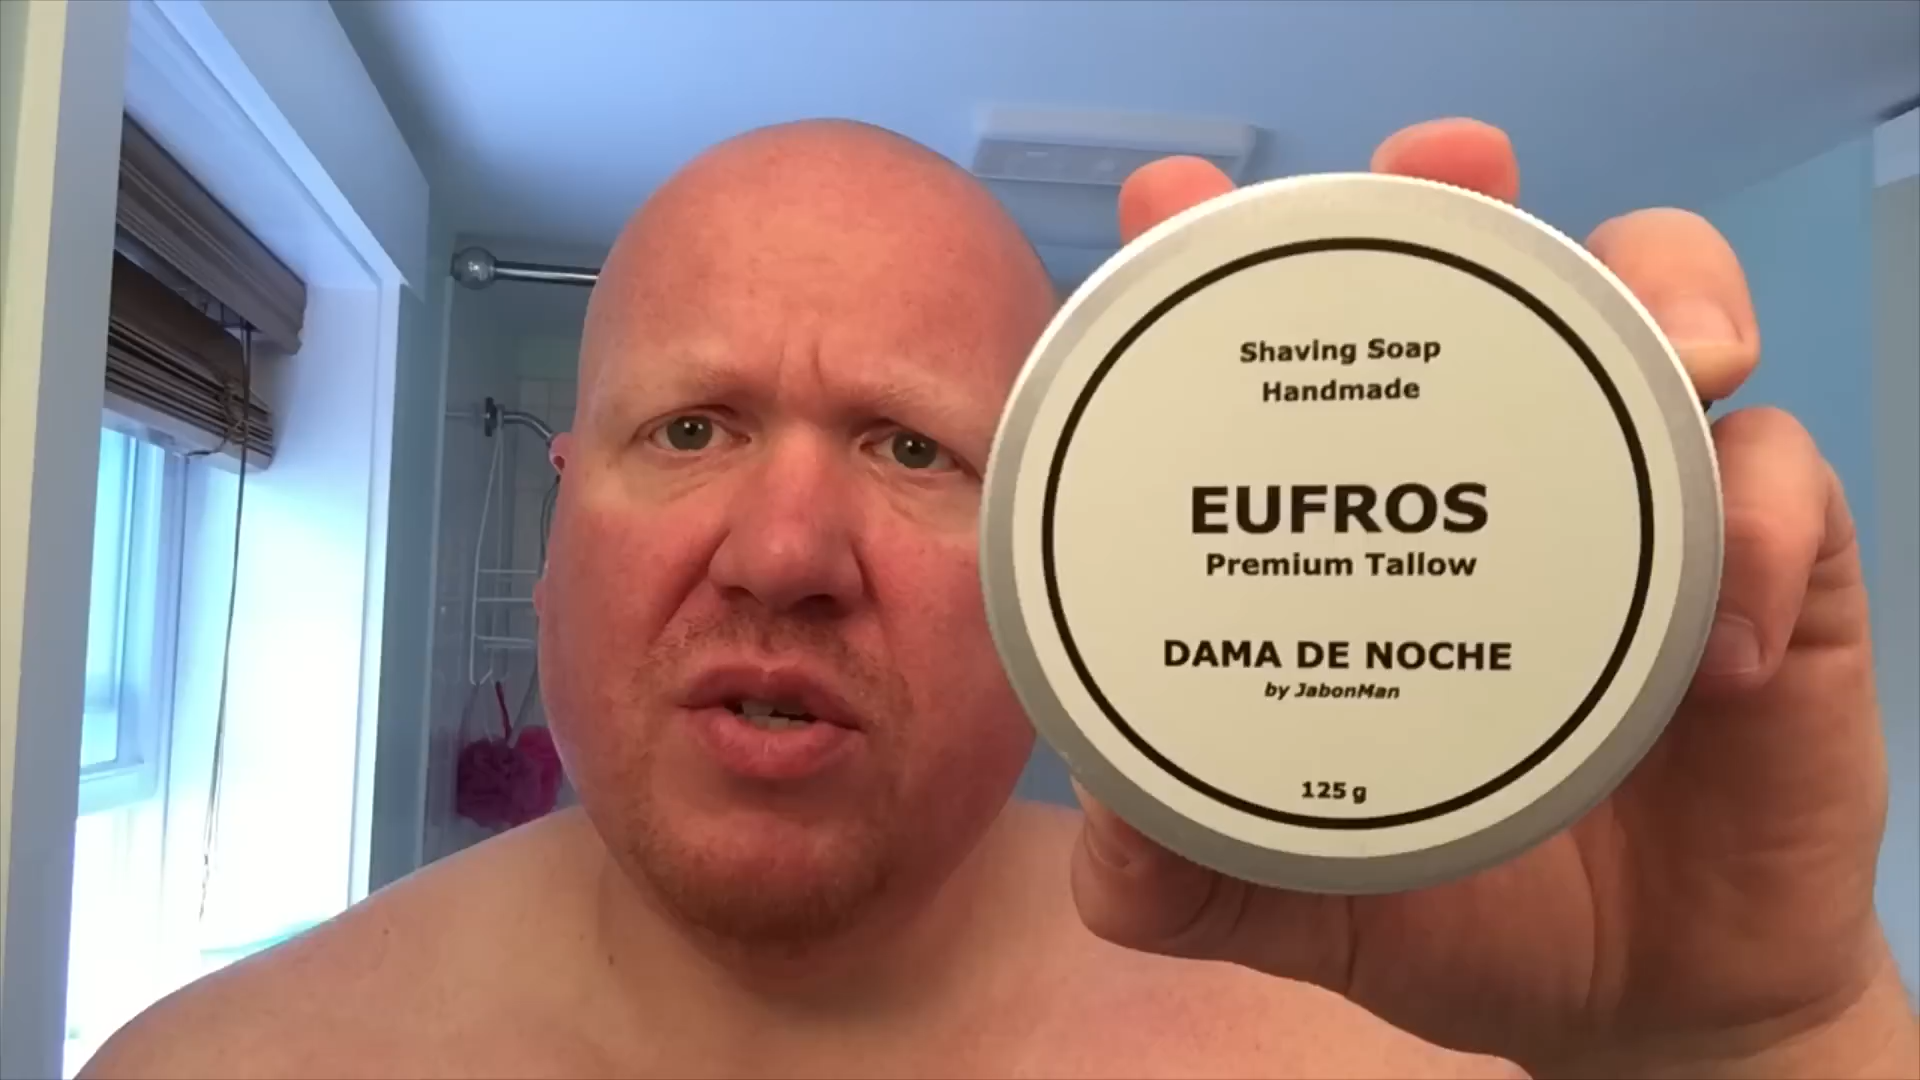 Shaving Soap
Handmade
EUFROS
Premium Tallow
DAMA DE NOCHE
by JabonMan
125 g